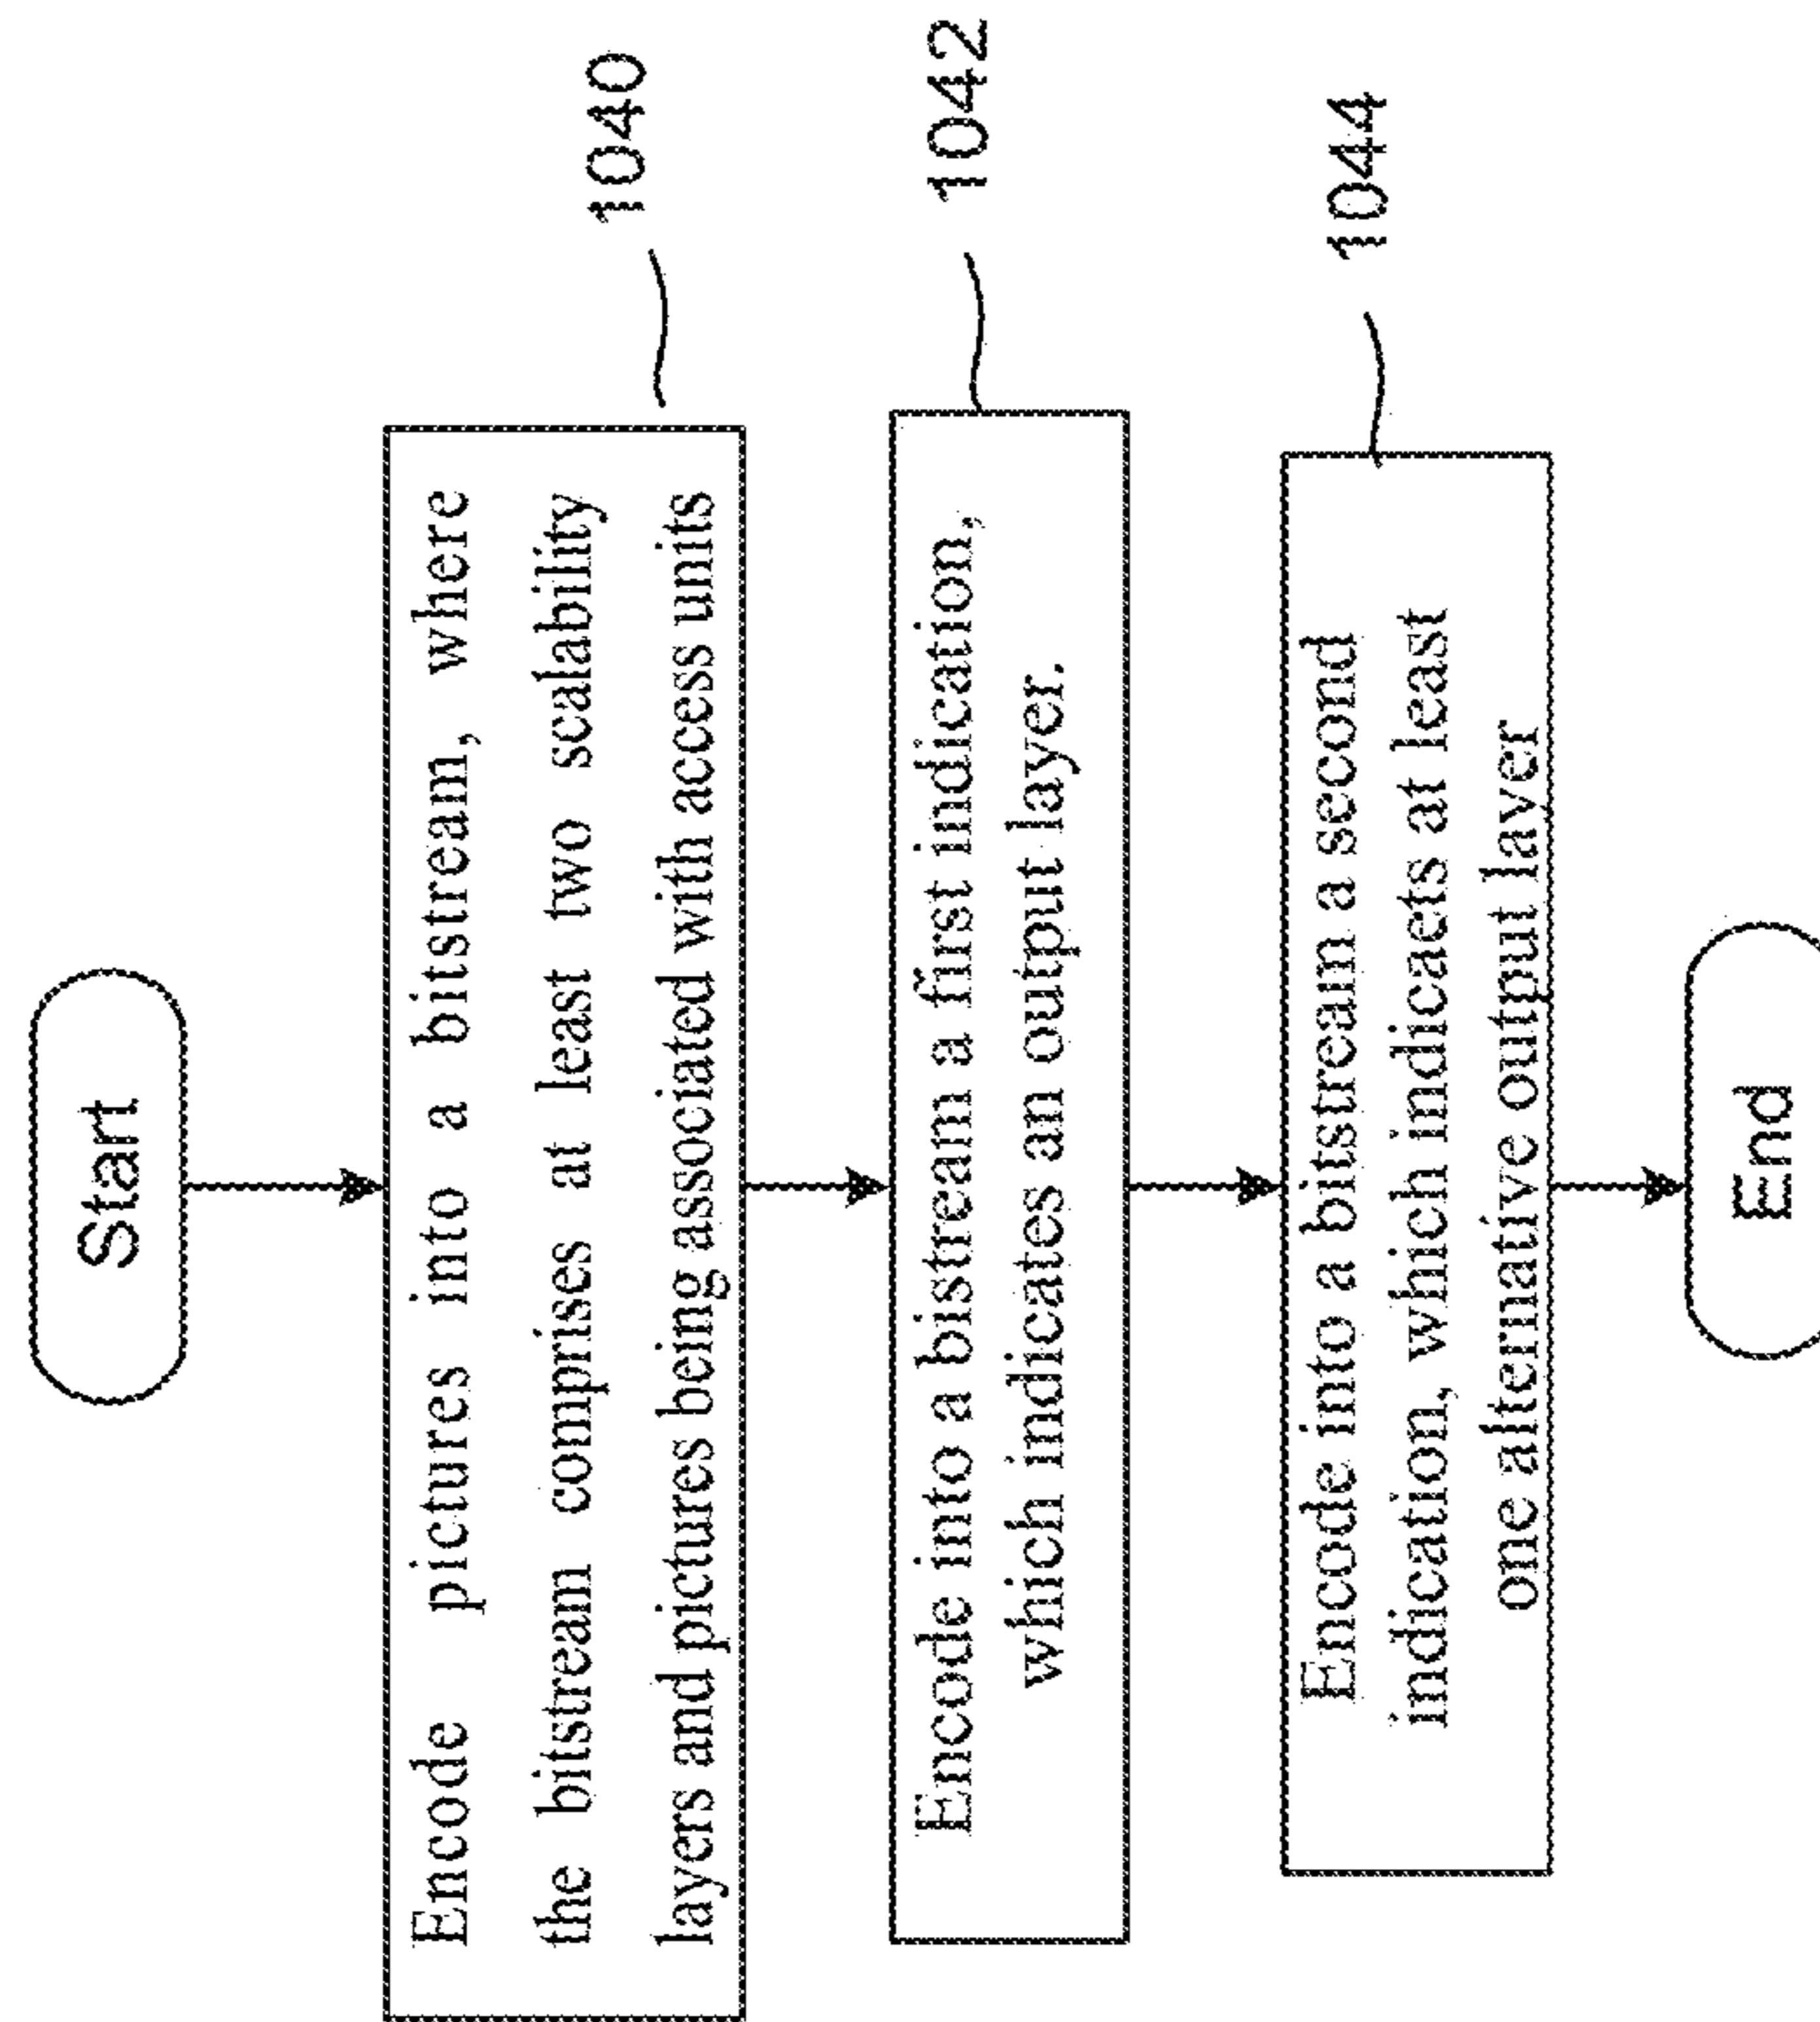 Start
Encode pictures into a bitstream, where
the bitstream comprises at least two scalability
layers and pictures being associated with access units
1040
Encode into a bistream a first indication,
which indicates an output layer.
1042
Encode into a bitstream a second
indication, which indicaets at least
one alternative output layer
1044
End